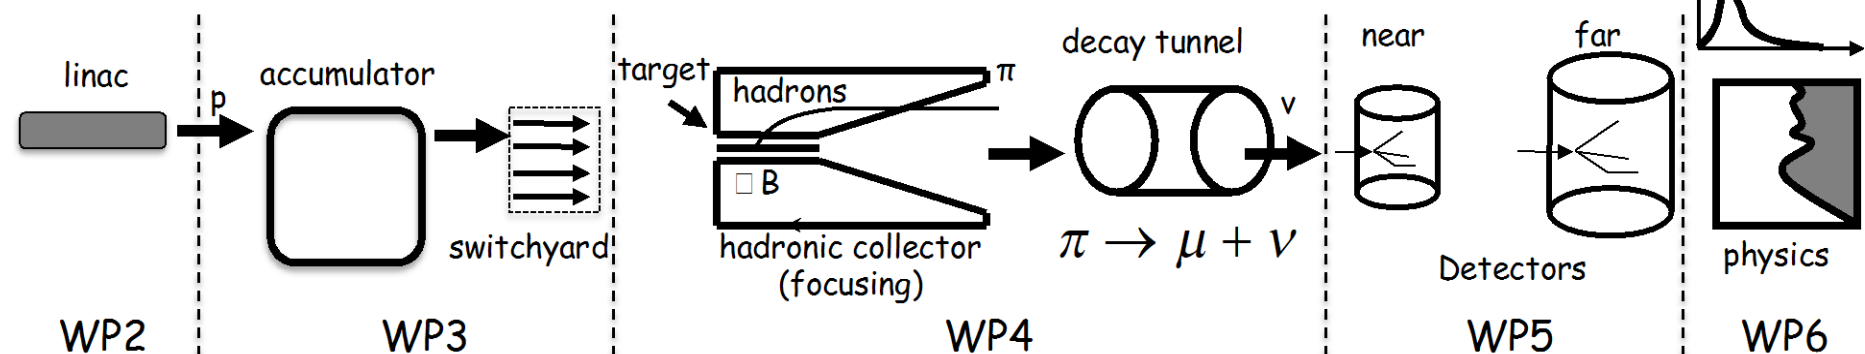 linac
p
accumulator
switchyard
target
hadrons
π
B
hadronic collector
(focusing)
decay tunnel
π → μ + ν
ν
near
far
Detectors
physics
WP2
WP3
WP4
WP5
WP6